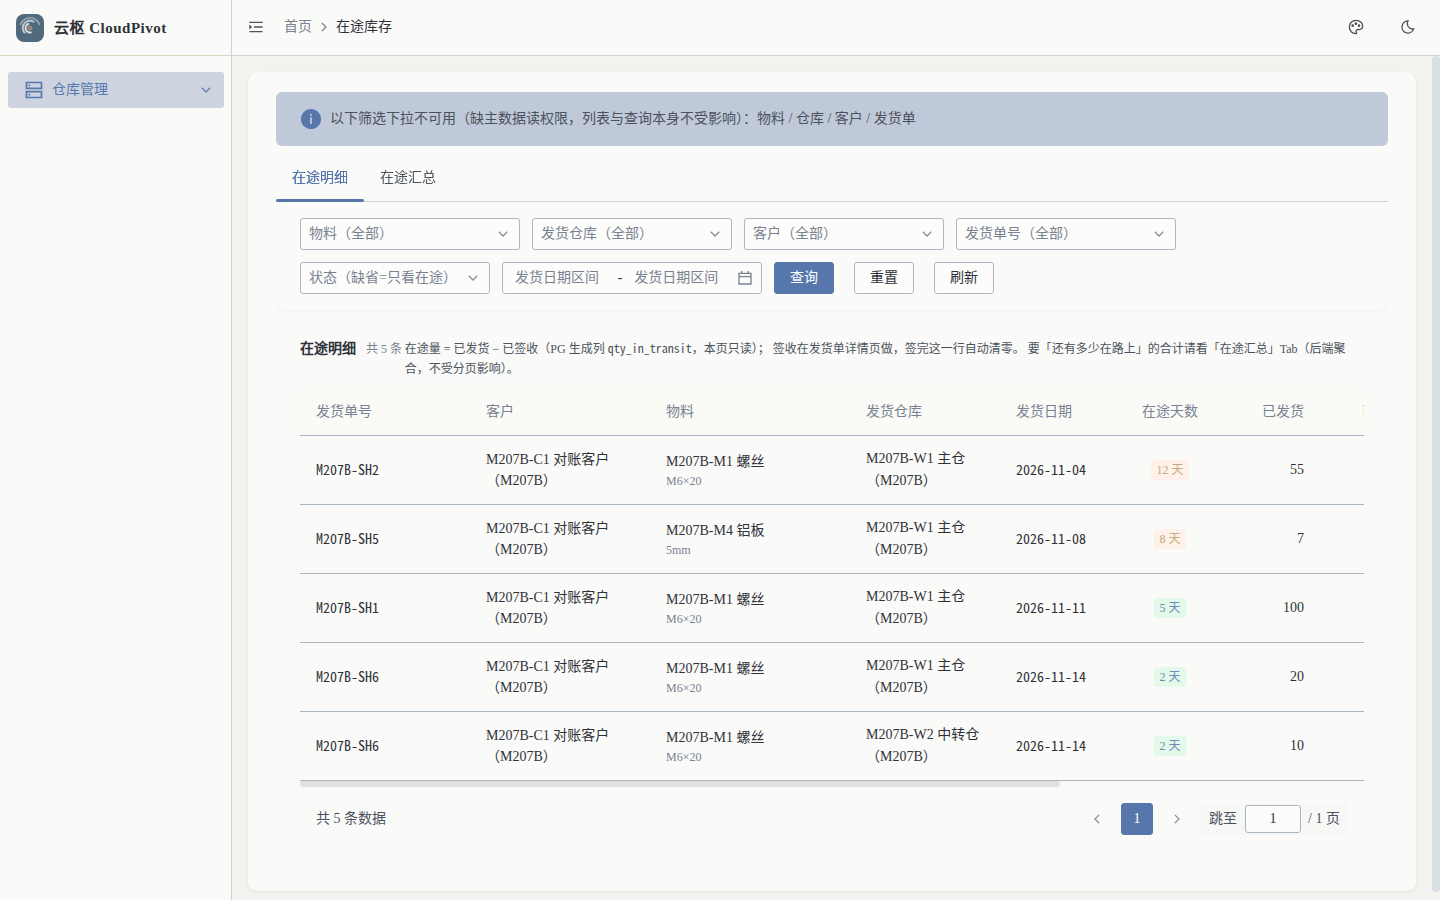 云枢 CloudPivot
首页 > 在途库存
仓库管理
以下筛选下拉不可用（缺主数据读权限，列表与查询本身不受影响）：物料 / 仓库 / 客户 / 发货单
在途明细 在途汇总
物料（全部） 发货仓库（全部） 客户（全部） 发货单号（全部）
状态（缺省=只看在途） 发货日期区间 - 发货日期区间 查询 重置 刷新
在途明细 共 5 条 在途量 = 已发货 − 已签收（PG 生成列 qty_in_transit，本页只读）； 签收在发货单详情页做，签完这一行自动清零。 要「还有多少在路上」的合计请看「在途汇总」Tab（后端聚
合，不受分页影响）。
发货单号 客户 物料 发货仓库 发货日期 在途天数 已发货
M207B-SH2 M207B-C1 对账客户（M207B） M207B-M1 螺丝 M6×20 M207B-W1 主仓（M207B） 2026-11-04 12 天 55
M207B-SH5 M207B-C1 对账客户（M207B） M207B-M4 铝板 5mm M207B-W1 主仓（M207B） 2026-11-08 8 天 7
M207B-SH1 M207B-C1 对账客户（M207B） M207B-M1 螺丝 M6×20 M207B-W1 主仓（M207B） 2026-11-11 5 天 100
M207B-SH6 M207B-C1 对账客户（M207B） M207B-M1 螺丝 M6×20 M207B-W1 主仓（M207B） 2026-11-14 2 天 20
M207B-SH6 M207B-C1 对账客户（M207B） M207B-M1 螺丝 M6×20 M207B-W2 中转仓（M207B） 2026-11-14 2 天 10
共 5 条数据 1 跳至 1 / 1 页